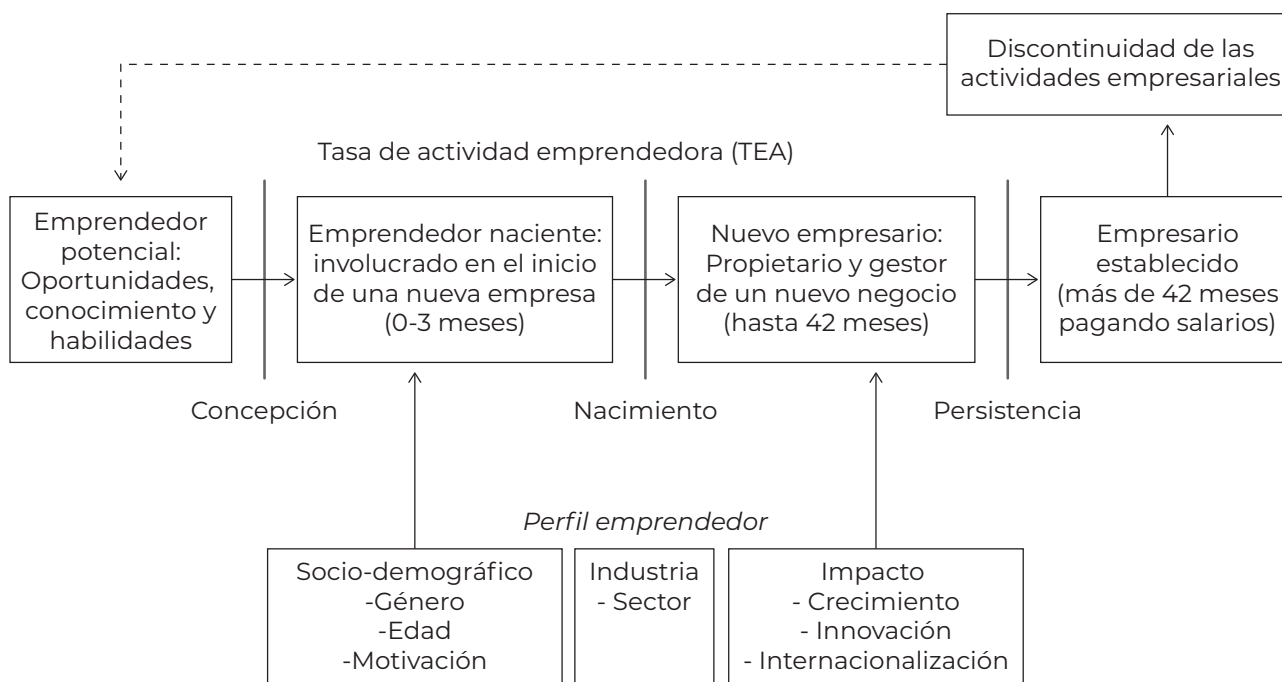 Discontinuidad de las
actividades empresariales
Tasa de actividad emprendedora (TEA)
Emprendedor
potencial:
Oportunidades,
conocimiento y
habilidades
Emprendedor naciente:
involucrado en el inicio
de una nueva empresa
(0-3 meses)
Nuevo empresario:
Propietario y gestor
de un nuevo negocio
(hasta 42 meses)
Empresario
establecido
(más de 42 meses
pagando salarios)
Concepción
Nacimiento
Persistencia
Perfil emprendedor
Socio-demográfico
-Género
-Edad
-Motivación
Industria
- Sector
Impacto
- Crecimiento
- Innovación
- Internacionalización